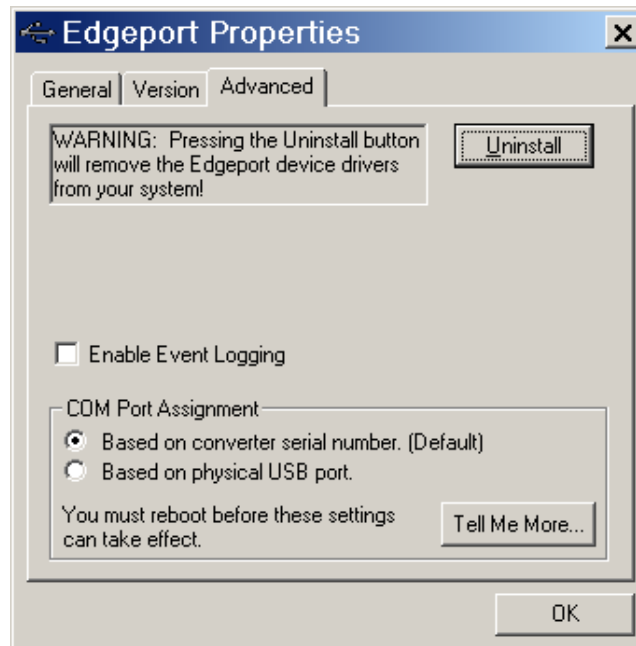 Edgeport Properties
General
Version
Advanced
WARNING:  Pressing the Uninstall button
will remove the Edgeport device drivers
from your system!
Uninstall
Enable Event Logging
COM Port Assignment
Based on converter serial number. (Default)
Based on physical USB port.
You must reboot before these settings
can take effect.
Tell Me More...
OK